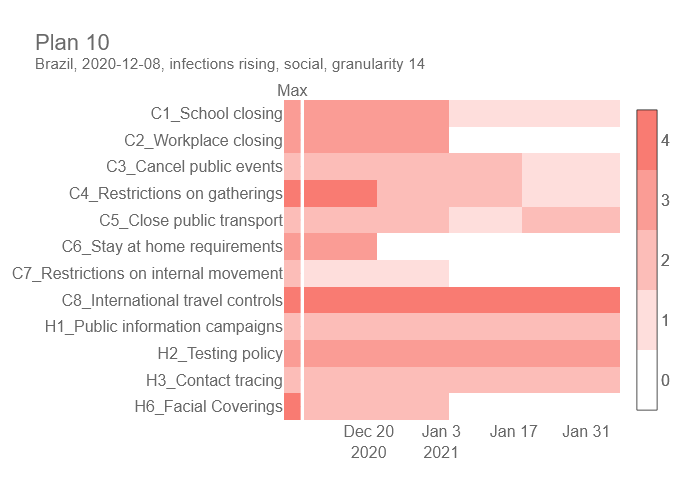 Plan 10
Brazil, 2020-12-08, infections rising, social, granularity 14
Max
C1_School closing
C2_Workplace closing
C3_Cancel public events
C4_Restrictions on gatherings
C5_Close public transport
C6_Stay at home requirements
C7_Restrictions on internal movement
C8_International travel controls
H1_Public information campaigns
H2_Testing policy
H3_Contact tracing
H6_Facial Coverings
Dec 20 Jan 3 Jan 17 Jan 31
2020 2021
4
3
2
1
0